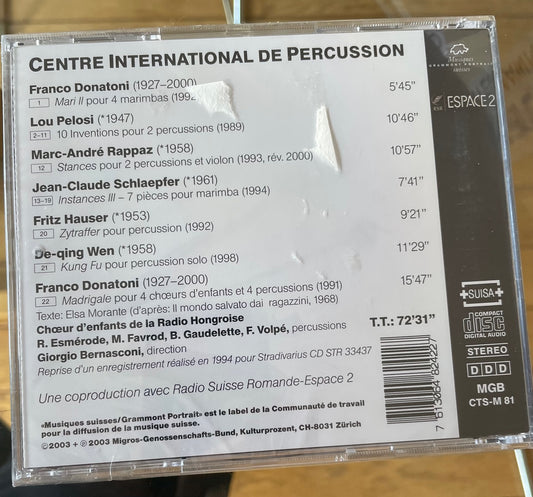 CENTRE INTERNATIONAL DE PERCUSSION
Franco Donatoni (1927–2000)
1 Mari II pour 4 marimbas (1992 5'45"
Lou Pelosi (*1947)
2–11 10 Inventions pour 2 percussions (1989) 10'46"
Marc-André Rappaz (*1958)
12 Stances pour 2 percussions et violon (1993, rév. 2000) 10'57"
Jean-Claude Schlaepfer (*1961)
13–19 Instances III – 7 pièces pour marimba (1994) 7'41"
Fritz Hauser (*1953)
20 Zytraffer pour percussion (1992) 9'21"
De-qing Wen (*1958)
21 Kung Fu pour percussion solo (1998) 11'29"
Franco Donatoni (1927–2000)
22 Madrigale pour 4 chœurs d'enfants et 4 percussions (1991) 15'47"
Texte: Elsa Morante (d'après: Il mondo salvato dai ragazzini, 1968)
Chœur d'enfants de la Radio Hongroise
R. Esmérode, M. Favrod, B. Gaudelette, F. Volpé, percussions
Giorgio Bernasconi, direction
T.T.: 72'31"
Reprise d'un enregistrement réalisé en 1994 pour Stradivarius CD STR 33437
Une coproduction avec Radio Suisse Romande-Espace 2
«Musiques suisses/Grammont Portrait» est le label de la Communauté de travail
pour la diffusion de la musique suisse.
©2003 + ℗2003 Migros-Genossenschafts-Bund, Kulturprozent, CH-8031 Zürich
Musiques
GRAMMONT PORTRAIT
SUISSES
RSR ESPACE 2
SUISA
COMPACT
disc
DIGITAL AUDIO
STEREO
DDD
MGB
CTS-M 81